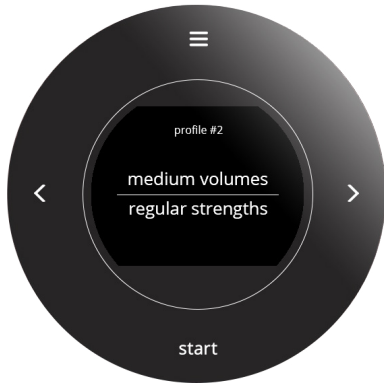 profile #2
medium volumes
regular strengths
start